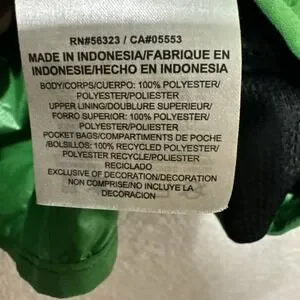 RN#56323 / CA#05553
MADE IN INDONESIA/FABRIQUE EN
INDONESIE/HECHO EN INDONESIA
BODY/CORPS/CUERPO: 100% POLYESTER/
POLYESTER/POLIESTER
UPPER LINING/DOUBLURE SUPERIEUR/
FORRO SUPERIOR: 100% POLYESTER/
POLYESTER/POLIESTER
POCKET BAGS/COMPARTIMENTS DE POCHE
/BOLSILLOS: 100% RECYCLED POLYESTER/
POLYESTER RECYCLE/POLIESTER
RECICLADO
EXCLUSIVE OF DECORATION/DECORATION
NON COMPRISE/NO INCLUYE LA
DECORACION